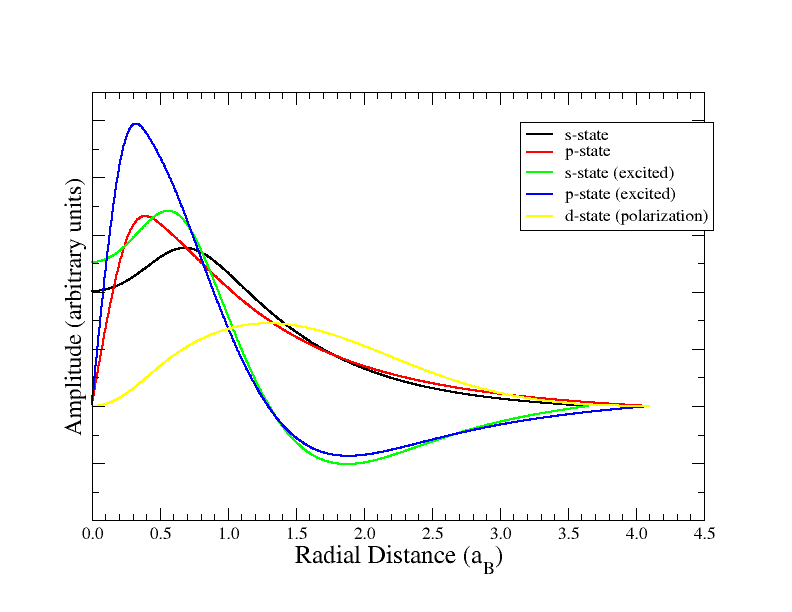 s-state
p-state
s-state (excited)
p-state (excited)
d-state (polarization)
Amplitude (arbitrary units)
0.0 0.5 1.0 1.5 2.0 2.5 3.0 3.5 4.0 4.5
Radial Distance (a_B)